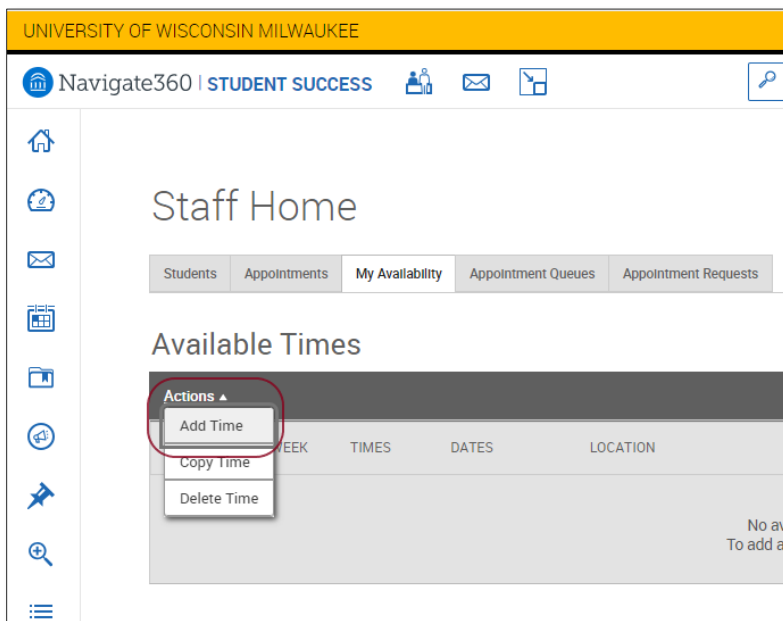 UNIVERSITY OF WISCONSIN MILWAUKEE
Navigate360 | STUDENT SUCCESS
Staff Home
Students Appointments My Availability Appointment Queues Appointment Requests
Available Times
Actions
Add Time
WEEK TIMES DATES LOCATION
Copy Time
Delete Time
No av
To add a